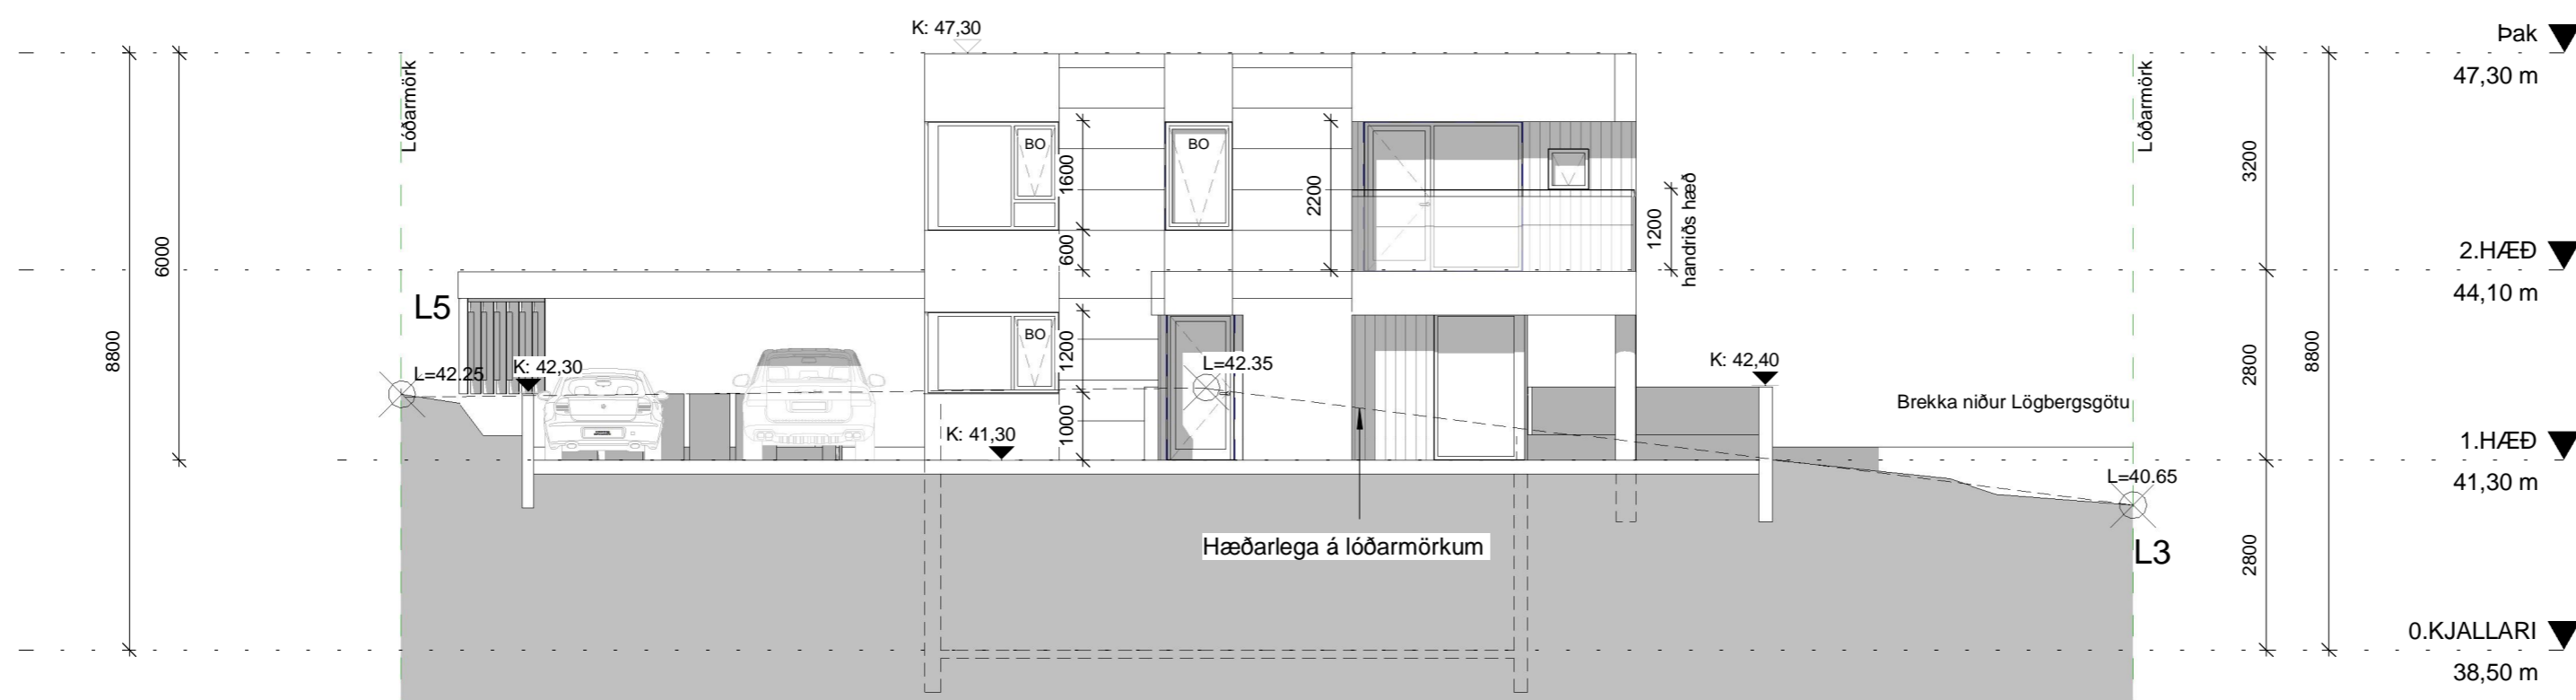 K: 47,30
Þak
47,30 m
Lóðarmörk
Lóðarmörk
BO
BO
1600
2200
3200
600
1200
handriðs hæð
6000
2.HÆÐ
44,10 m
L5
8800
BO
1200
2800
8800
L=42.25
K: 42,30
L=42.35
K: 42,40
Brekka niður Lögbergsgötu
1000
K: 41,30
1.HÆÐ
41,30 m
L=40.65
Hæðarlega á lóðarmörkum
L3
2800
0.KJALLARI
38,50 m